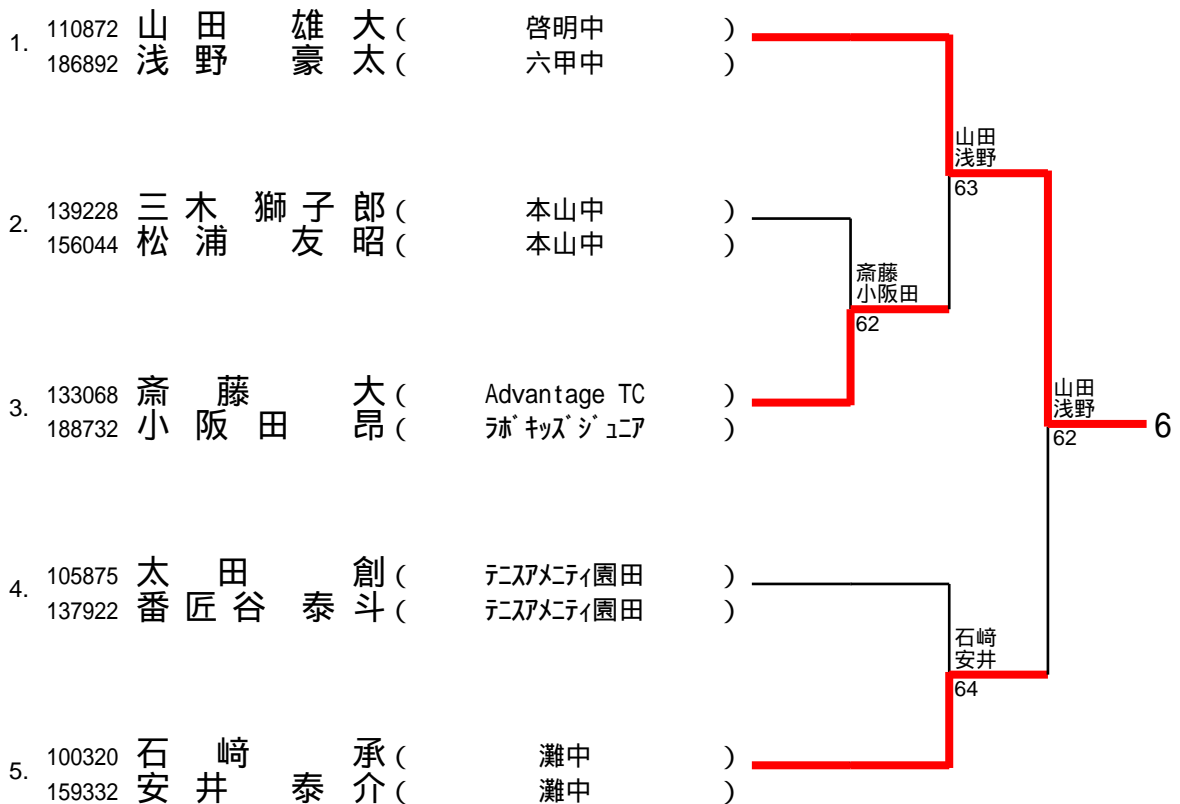 1. 110872 山田 雄大 ( 啓明中 )
186892 浅野 豪太 ( 六甲中 )
山田
浅野
63
2. 139228 三木 獅子郎 ( 本山中 )
156044 松浦 友昭 ( 本山中 )
斎藤
小阪田
62
3. 133068 斎藤 大 ( Advantage TC )
188732 小阪田 昂 ( ﾗﾎﾞｷｯｽﾞｼﾞｭﾆｱ )
山田
浅野
62
6
4. 105875 太田 創 ( ﾃﾆｽｱﾒﾆﾃｨ園田 )
137922 番匠谷 泰斗 ( ﾃﾆｽｱﾒﾆﾃｨ園田 )
石﨑
安井
64
5. 100320 石﨑 承 ( 灘中 )
159332 安井 泰介 ( 灘中 )